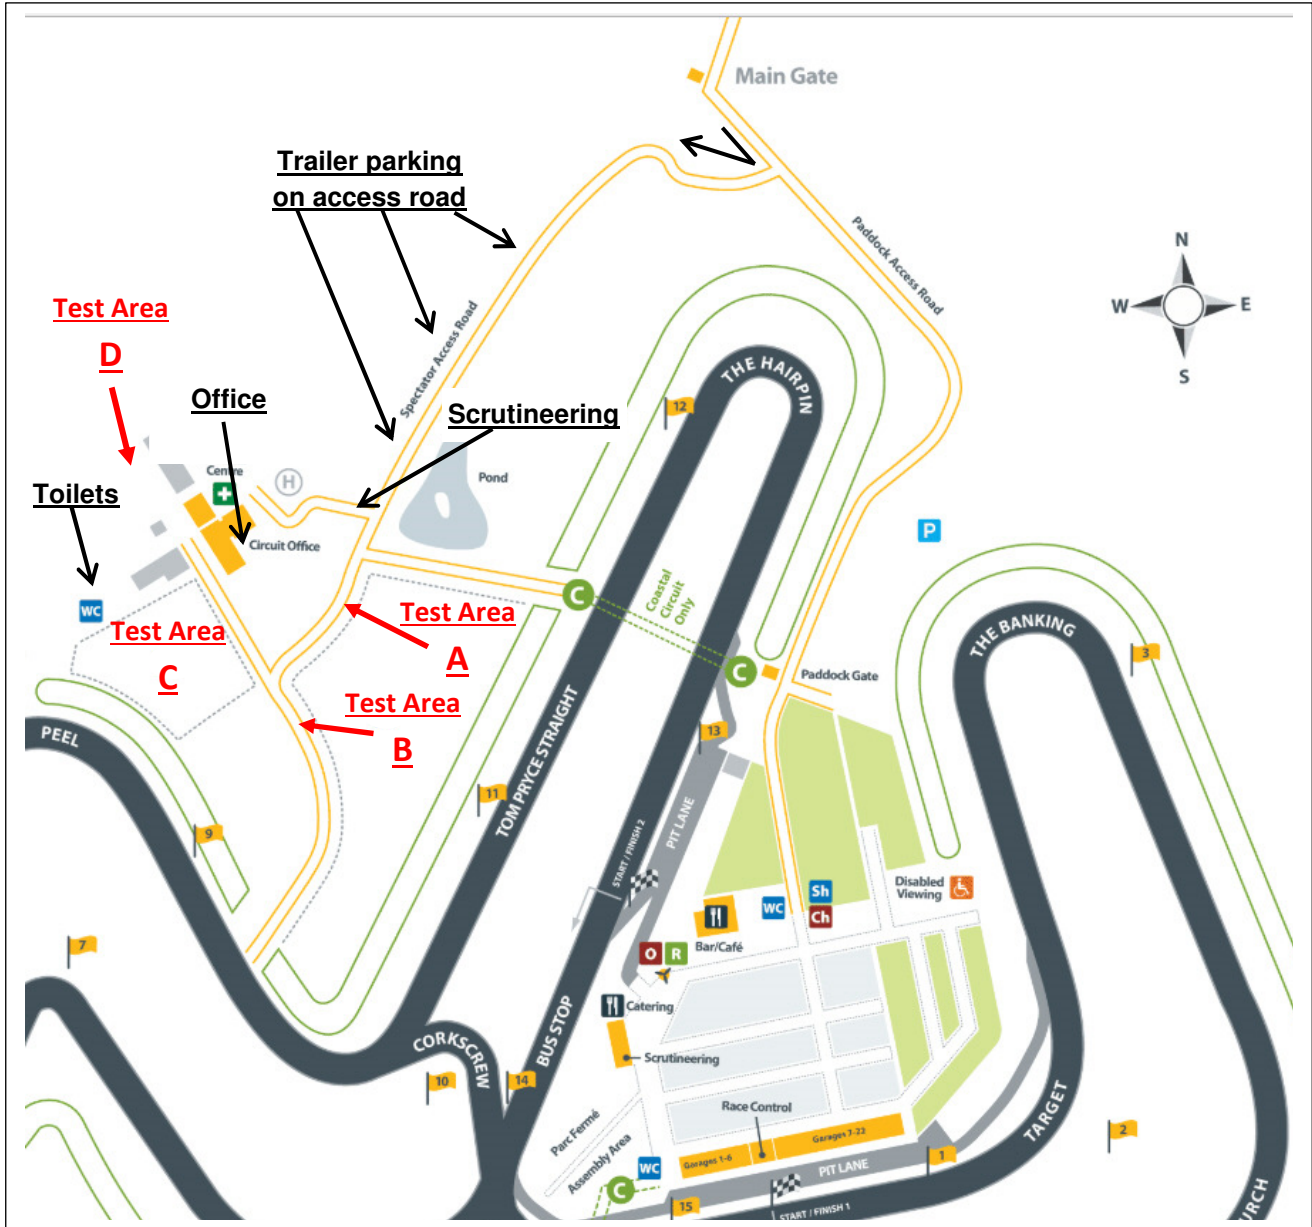 Main Gate
Trailer parking
on access road
Paddock Access Road
N
W
E
S
Spectator Access Road
Test Area
D
THE HAIRPIN
12
Office
Scrutineering
Centre
H
Pond
Toilets
Circuit Office
P
WC
C
Coastal
Circuit
Only
Test Area
A
Test Area
C
THE BANKING
3
C
Paddock Gate
Test Area
B
PEEL
13
TOM PRYCE STRAIGHT
11
9
PIT LANE
START / FINISH 2
Disabled
Viewing
Sh
WC
Ch
Bar/Café
7
O
R
Catering
BUS STOP
CORKSCREW
Scrutineering
10
14
Race Control
TARGET
Parc Fermé
Assembly Area
Garages 1-6
Garages 7-22
2
1
WC
PIT LANE
C
15
START / FINISH 1
URCH